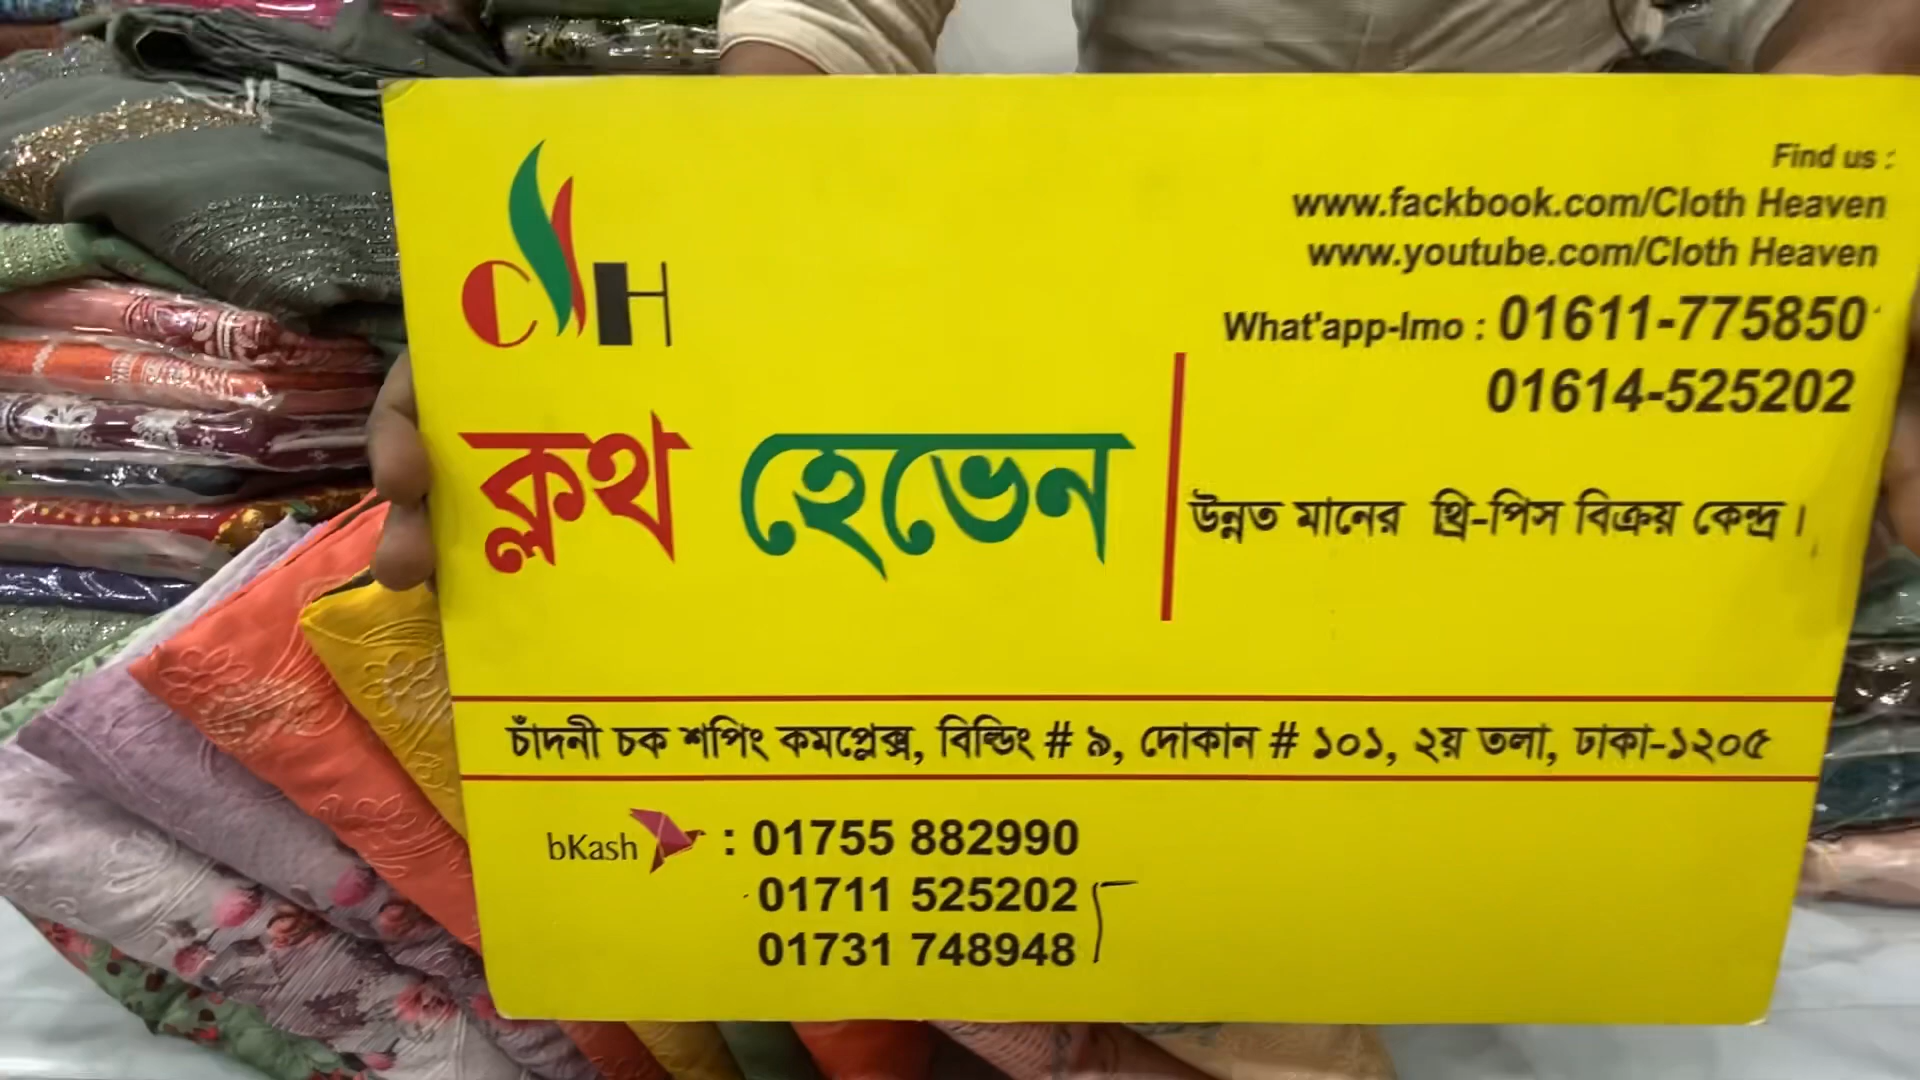 CH
Find us :
www.fackbook.com/Cloth Heaven
www.youtube.com/Cloth Heaven
What'app-Imo : 01611-775850
01614-525202
ক্লথ হেভেন
উন্নত মানের থ্রি-পিস বিক্রয় কেন্দ্র।
চাঁদনী চক শপিং কমপ্লেক্স, বিল্ডিং # ৯, দোকান # ১০১, ২য় তলা, ঢাকা-১২০৫
bKash : 01755 882990
01711 525202
01731 748948